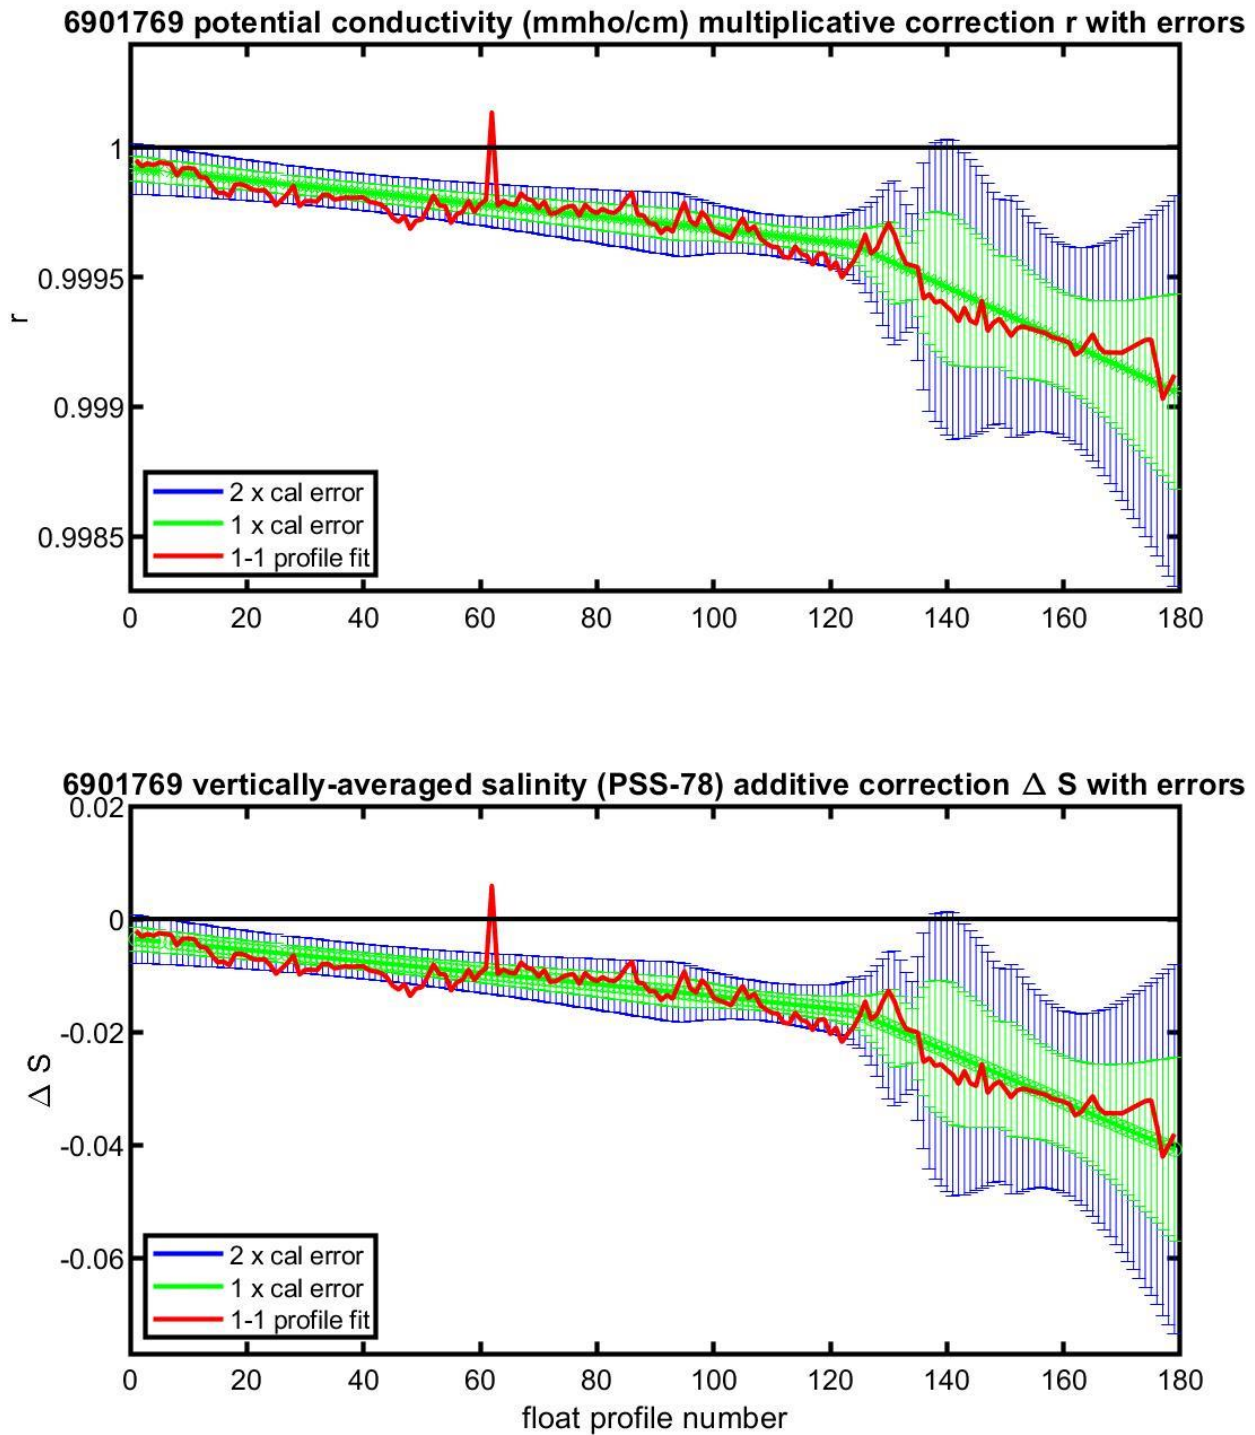 6901769 potential conductivity (mmho/cm) multiplicative correction r with errors
1
0.9995
0.999
0.9985
r
2 x cal error
1 x cal error
1-1 profile fit
0 20 40 60 80 100 120 140 160 180
6901769 vertically-averaged salinity (PSS-78) additive correction Δ S with errors
0.02
0
-0.02
-0.04
-0.06
Δ S
2 x cal error
1 x cal error
1-1 profile fit
0 20 40 60 80 100 120 140 160 180
float profile number